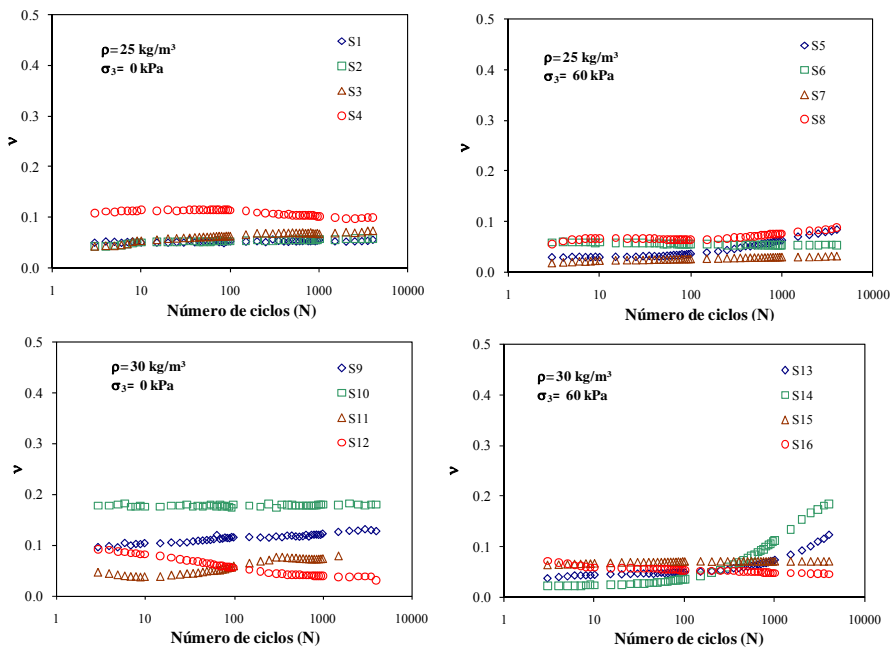 0.5
0.4
0.3
0.2
0.1
0.0
ν
1
10
100
1000
10000
Número de ciclos (N)
ρ=25 kg/m³
σ₃= 0 kPa
S1
S2
S3
S4
0.5
0.4
0.3
0.2
0.1
0.0
ν
1
10
100
1000
10000
Número de ciclos (N)
ρ=25 kg/m³
σ₃= 60 kPa
S5
S6
S7
S8
0.5
0.4
0.3
0.2
0.1
0.0
ν
1
10
100
1000
10000
Número de ciclos (N)
ρ=30 kg/m³
σ₃= 0 kPa
S9
S10
S11
S12
0.5
0.4
0.3
0.2
0.1
0.0
ν
1
10
100
1000
10000
Número de ciclos (N)
ρ=30 kg/m³
σ₃= 60 kPa
S13
S14
S15
S16